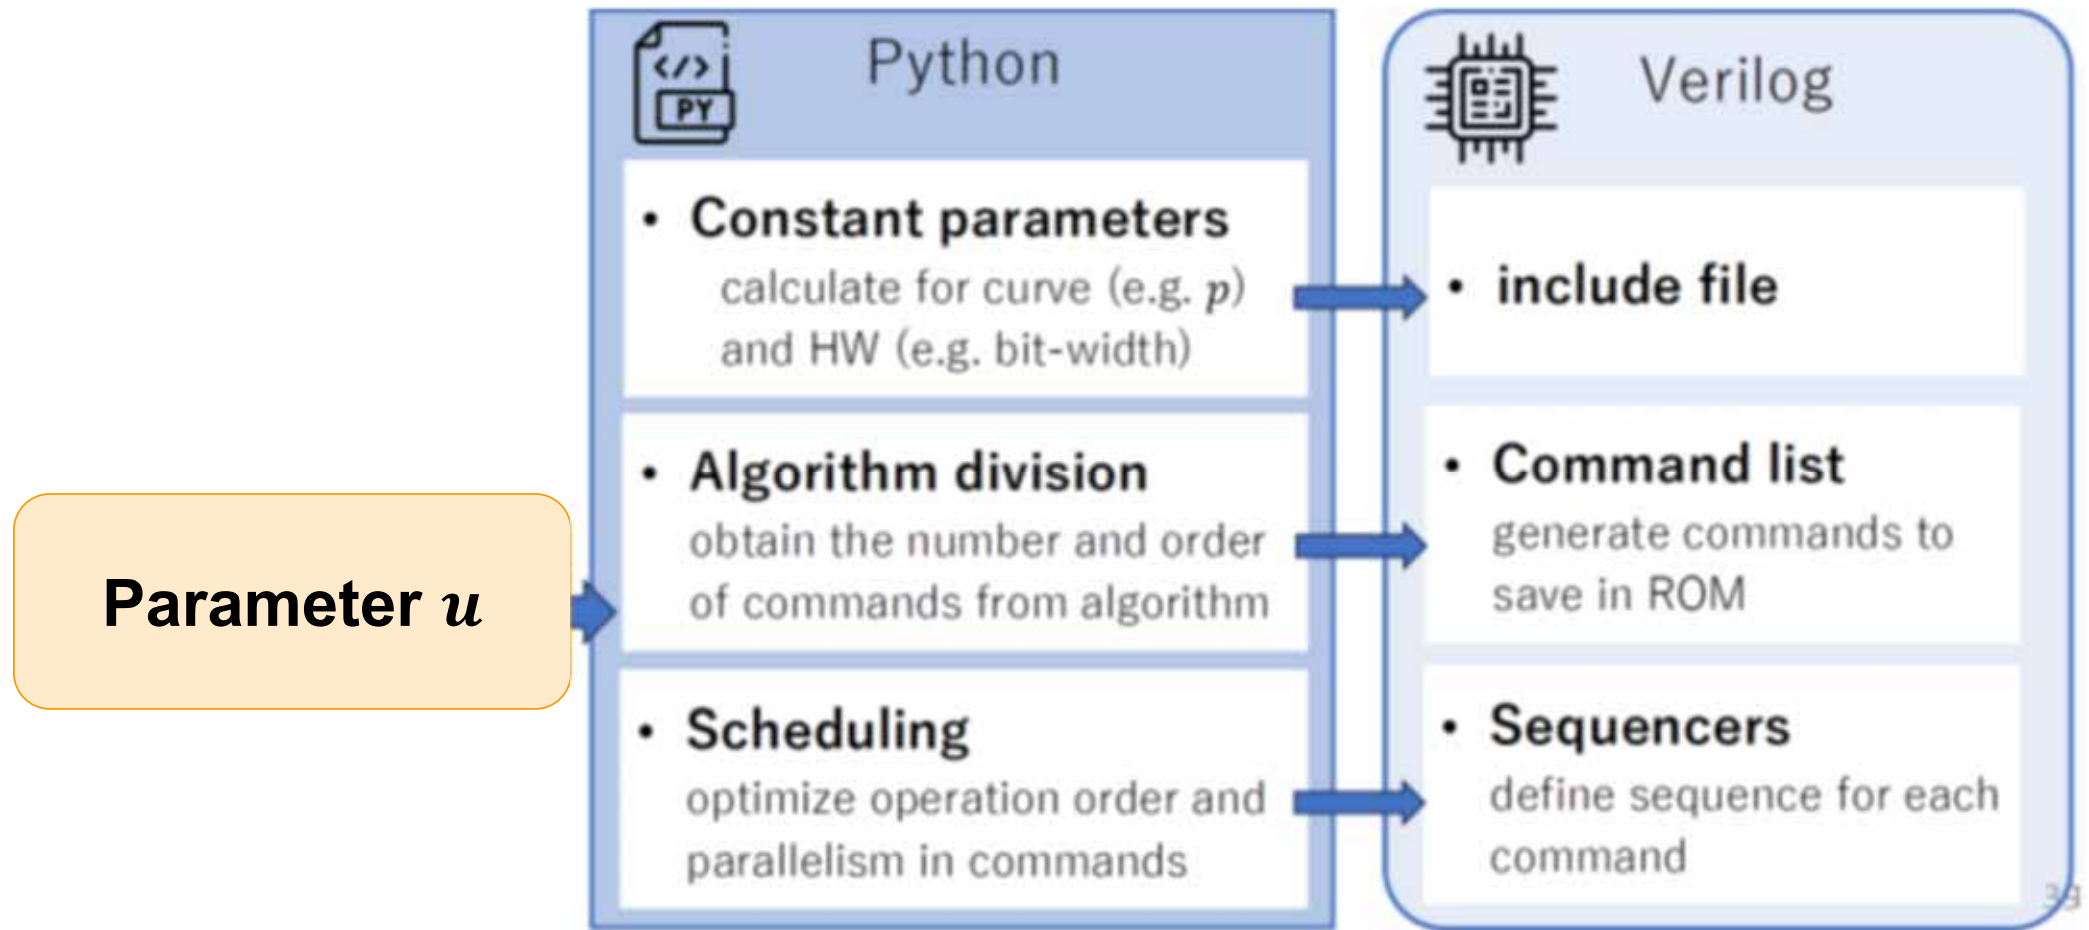 Parameter u
</>
PY
Python
• Constant parameters
calculate for curve (e.g. p)
and HW (e.g. bit-width)
• Algorithm division
obtain the number and order
of commands from algorithm
• Scheduling
optimize operation order and
parallelism in commands
Verilog
• include file
• Command list
generate commands to
save in ROM
• Sequencers
define sequence for each
command
39